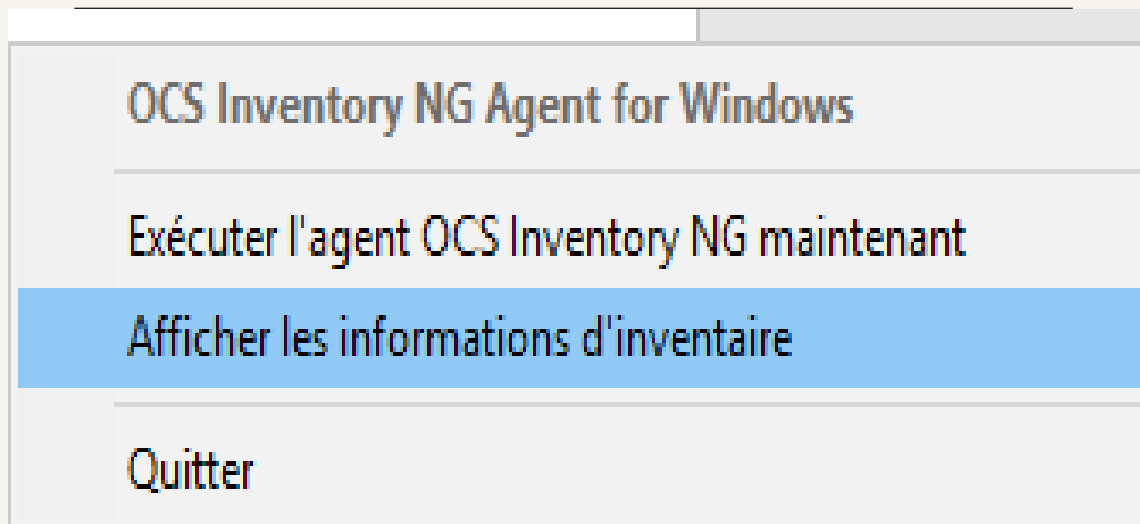 OCS Inventory NG Agent for Windows
Exécuter l'agent OCS Inventory NG maintenant
Afficher les informations d'inventaire
Quitter